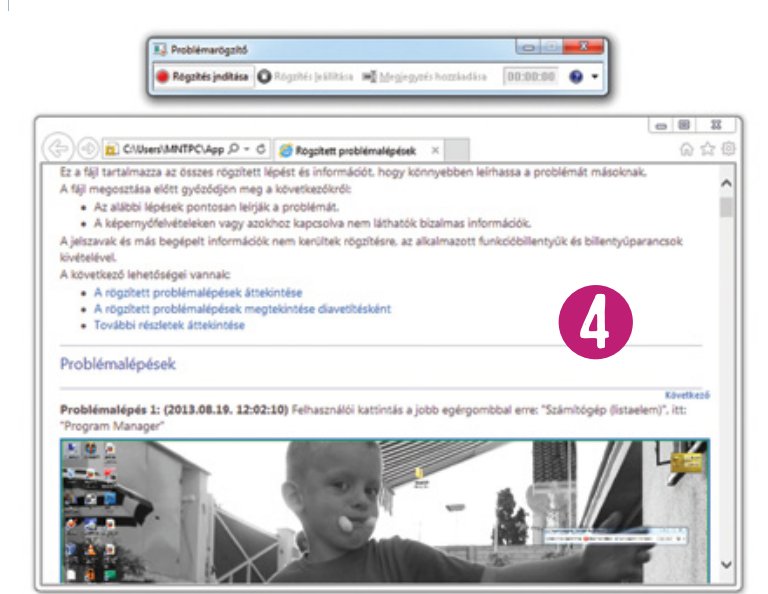 Problémarögzítő
Rögzítés indítása Rögzítés leállítása Megjegyzés hozzáadása 00:00:00
C:\Users\MNTPC\App Rögzített problémalépések
Ez a fájl tartalmazza az összes rögzített lépést és információt, hogy könnyebben leírhassa a problémát másoknak.
A fájl megosztása előtt győződjön meg a következőkről:
• Az alábbi lépések pontosan leírják a problémát.
• A képernyőfelvételeken vagy azokhoz kapcsolva nem láthatók bizalmas információk.
A jelszavak és más begépelt információk nem kerültek rögzítésre, az alkalmazott funkcióbillentyűk és billentyűparancsok
kivételével.
A következő lehetőségei vannak:
• A rögzített problémalépések áttekintése
• A rögzített problémalépések megtekintése diavetítésként
• További részletek áttekintése
4
Problémalépések
Következő
Problémalépés 1: (2013.08.19. 12:02:10) Felhasználói kattintás a jobb egérgombbal erre: "Számítógép (listaelem)", itt:
"Program Manager"